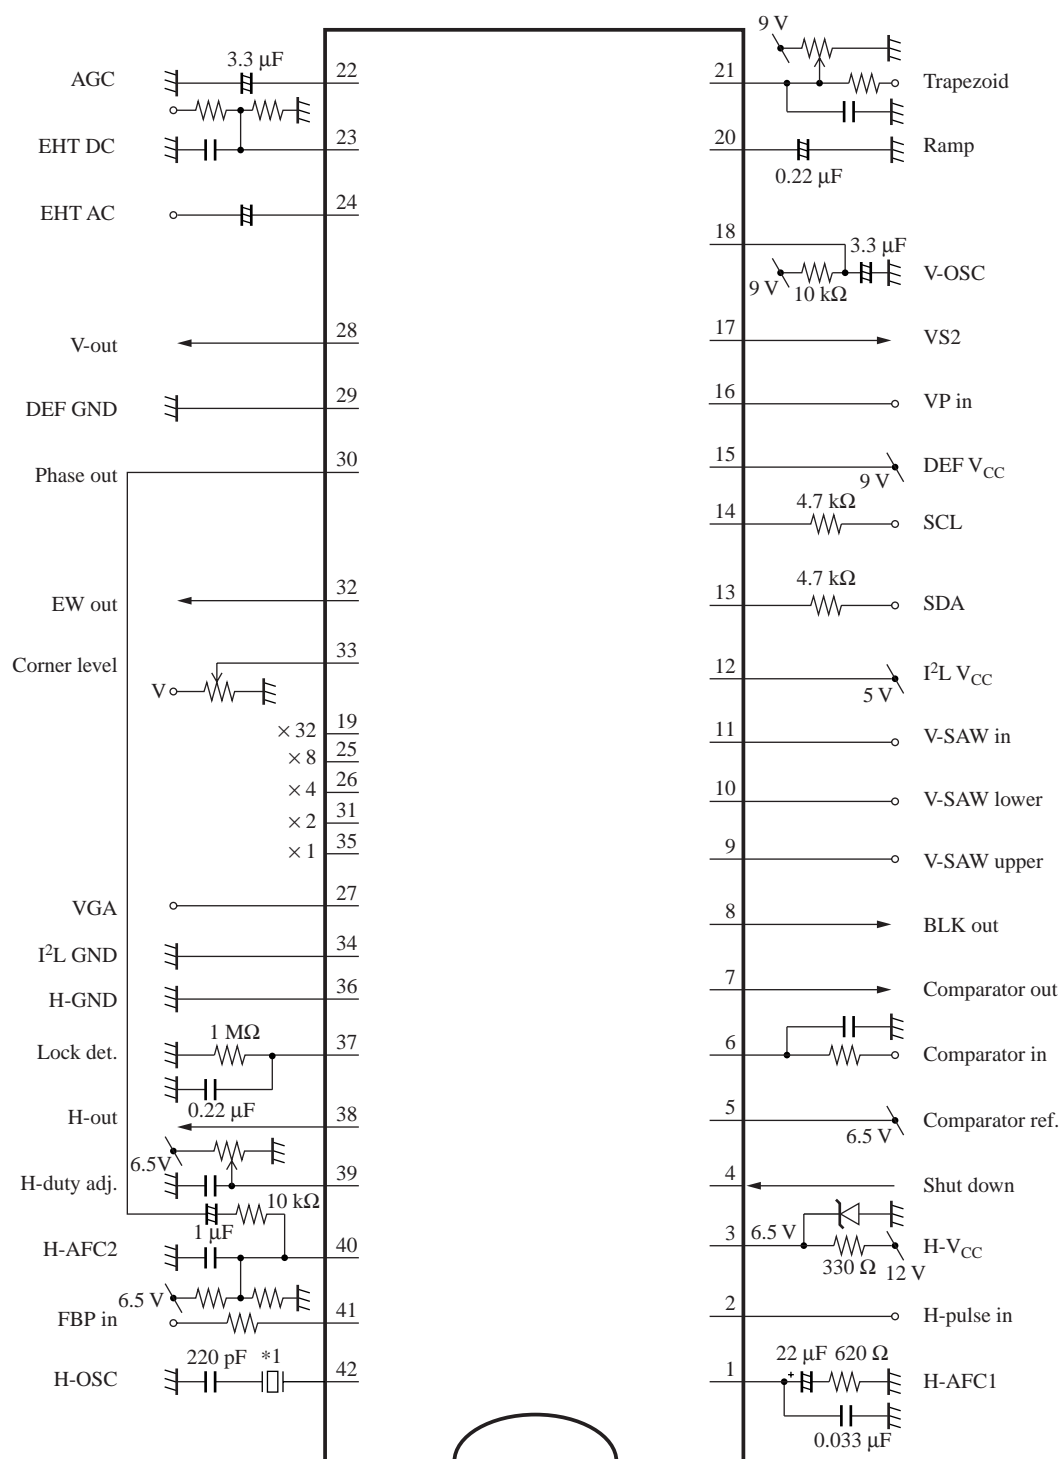 9 V
3.3 µF
AGC 22
21 Trapezoid
EHT DC 23
20 Ramp
0.22 µF
EHT AC 24
18 3.3 µF
V-OSC
9 V 10 kΩ
V-out 28
17 VS2
DEF GND 29
16 VP in
Phase out 30
15 DEF VCC
9 V
4.7 kΩ
14 SCL
EW out 32
4.7 kΩ
13 SDA
Corner level 33
V
12 I²L VCC
5 V
× 32 19
11 V-SAW in
× 8 25
× 4 26
10 V-SAW lower
× 2 31
× 1 35
9 V-SAW upper
VGA 27
8 BLK out
I²L GND 34
H-GND 36
7 Comparator out
1 MΩ
Lock det. 37
6 Comparator in
0.22 µF
H-out 38
5 Comparator ref.
6.5 V
6.5V
H-duty adj. 39
4 Shut down
10 kΩ
1 µF
H-AFC2 40
3 6.5 V H-VCC
330 Ω 12 V
6.5 V
FBP in 41
2 H-pulse in
220 pF *1
H-OSC 42
22 µF 620 Ω
+
1 H-AFC1
0.033 µF